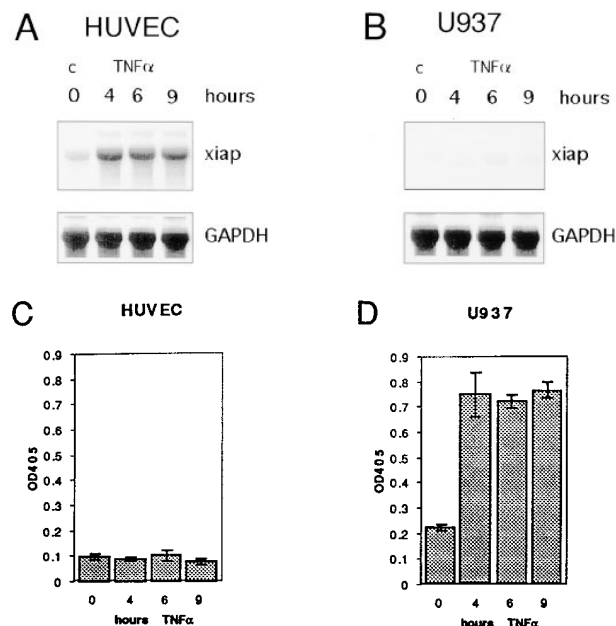 A HUVEC
c TNFα
0 4 6 9 hours
xiap
GAPDH
B U937
c TNFα
0 4 6 9 hours
xiap
GAPDH
C HUVEC
0.9
0.8
0.7
0.6
0.5
0.4
0.3
0.2
0.1
0
OD405
0 4 6 9
hours TNFα
D U937
0.9
0.8
0.7
0.6
0.5
0.4
0.3
0.2
0.1
0
OD405
0 4 6 9
hours TNFα